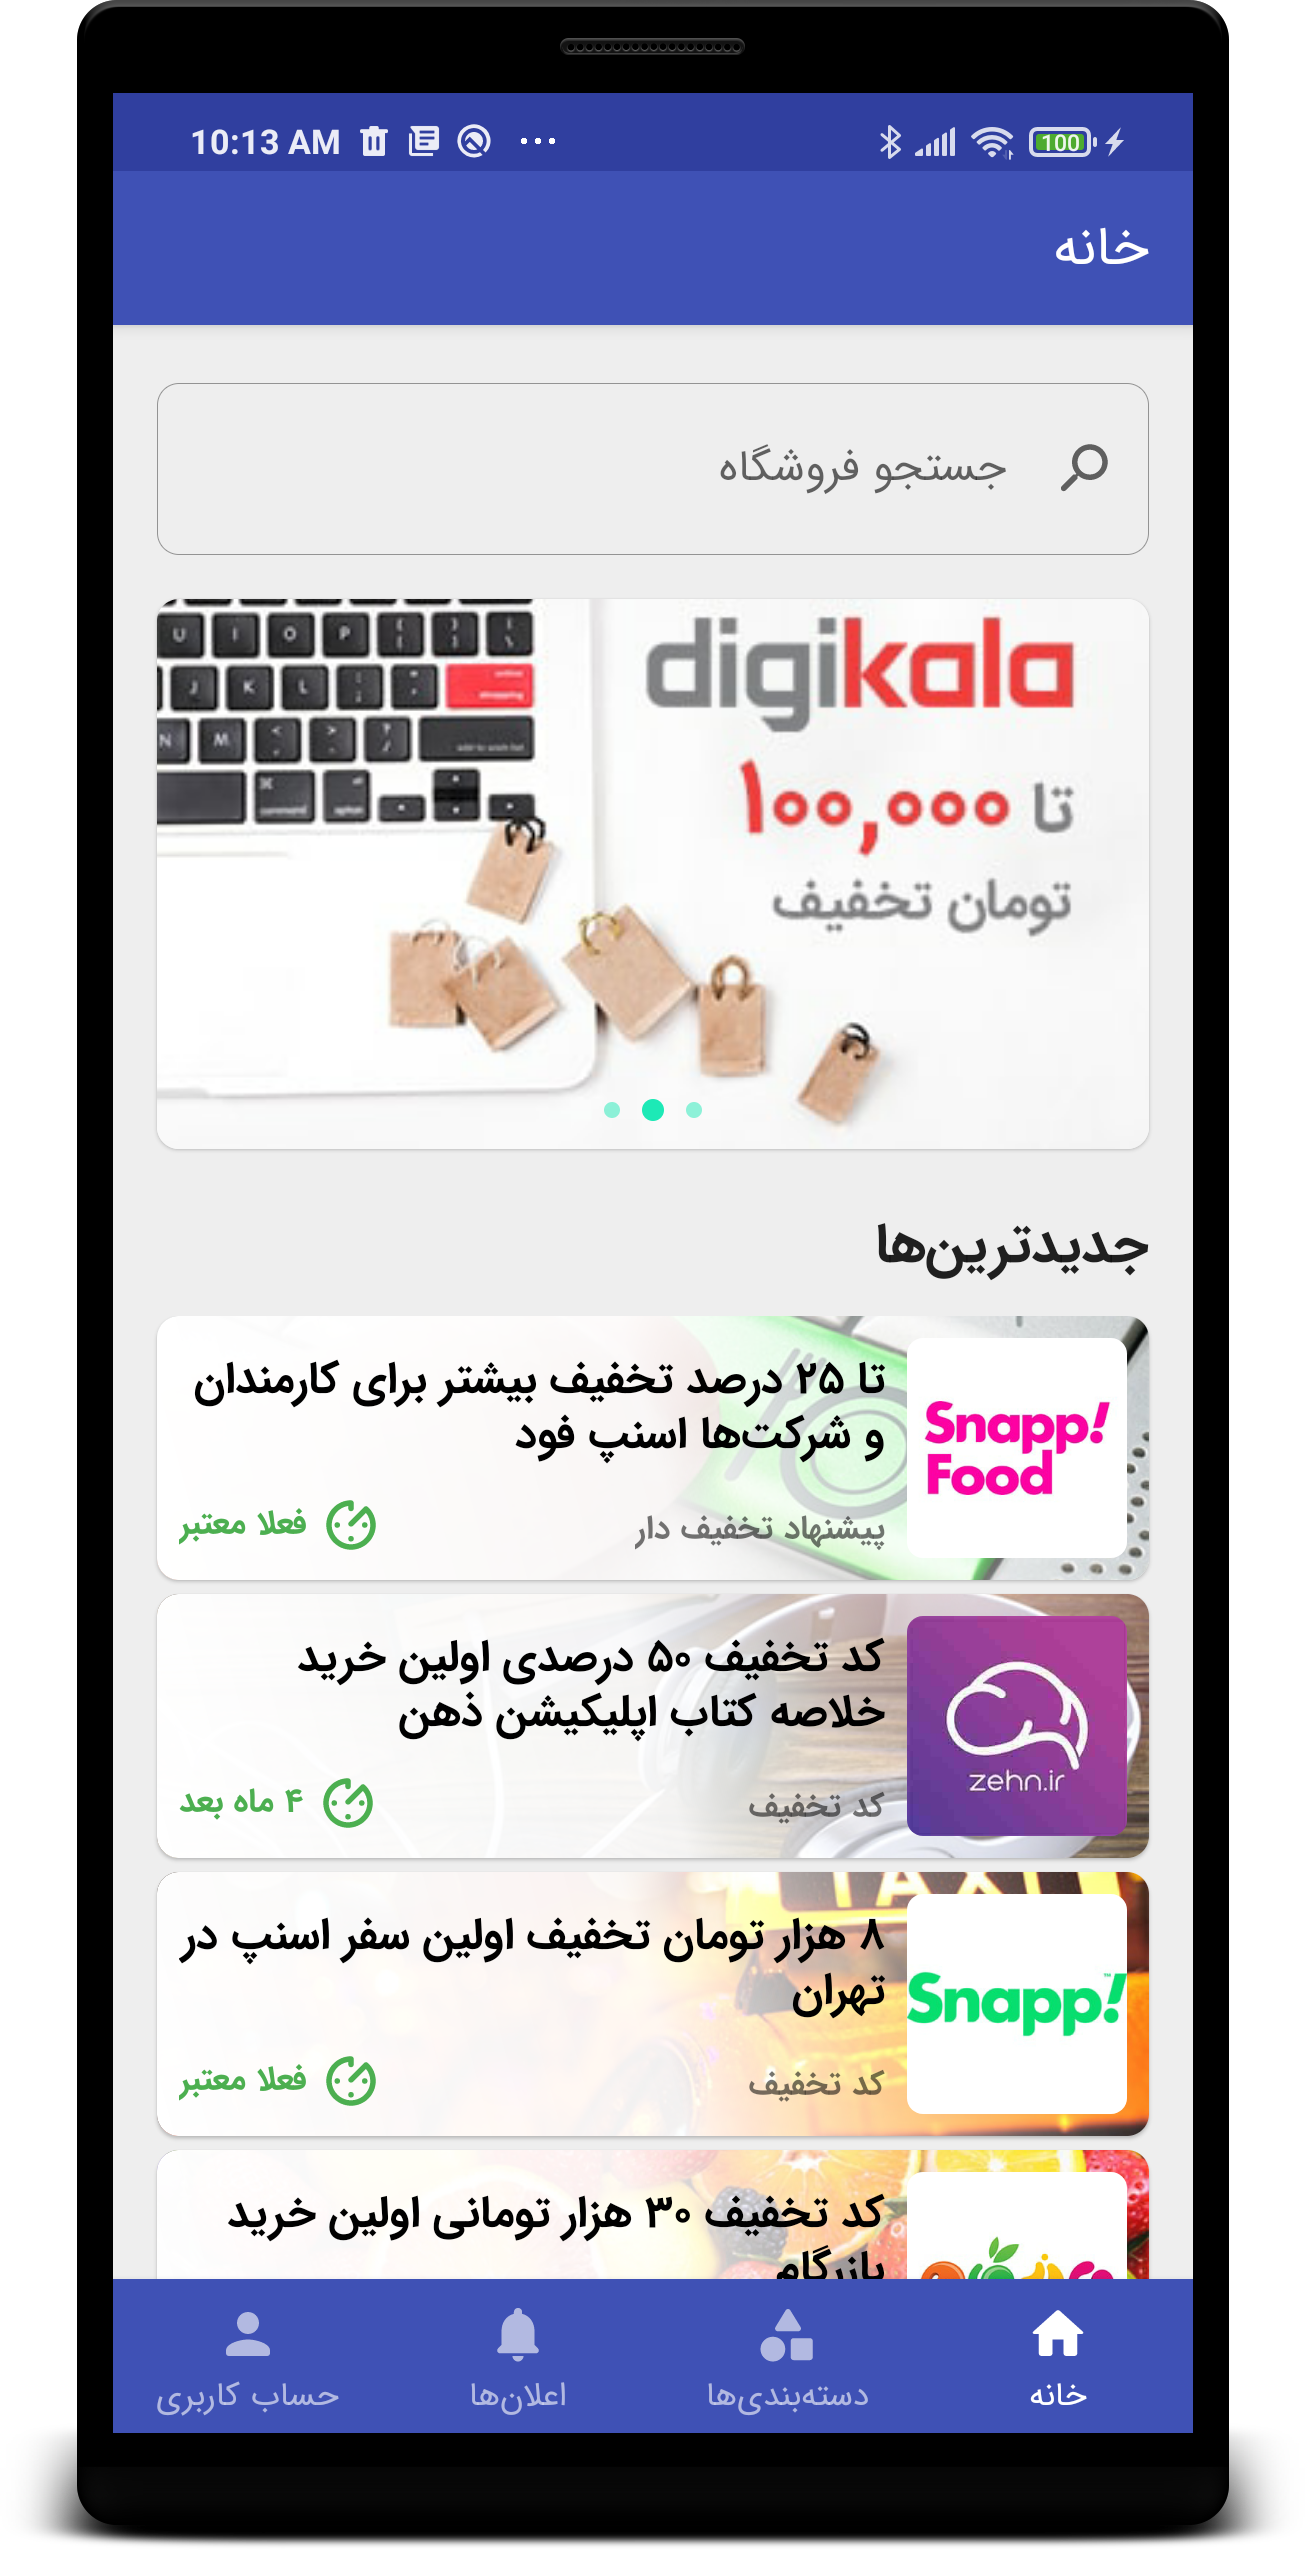 10:13 AM
100
خانه
جستجو فروشگاه
digikala
تا ۱۰۰,۰۰۰
تومان تخفیف
U I O P
J K L
N M
command option
جدیدترین‌ها
تا ۲۵ درصد تخفیف بیشتر برای کارمندان
و شرکت‌ها اسنپ فود
پیشنهاد تخفیف دار
فعلا معتبر
Snapp!
Food
کد تخفیف ۵۰ درصدی اولین خرید
خلاصه کتاب اپلیکیشن ذهن
کد تخفیف
۴ ماه بعد
zehn.ir
۸ هزار تومان تخفیف اولین سفر اسنپ در
تهران
کد تخفیف
فعلا معتبر
TAXI
Snapp!
کد تخفیف ۳۰ هزار تومانی اولین خرید
بازرگام
خانه
دسته‌بندی‌ها
اعلان‌ها
حساب کاربری